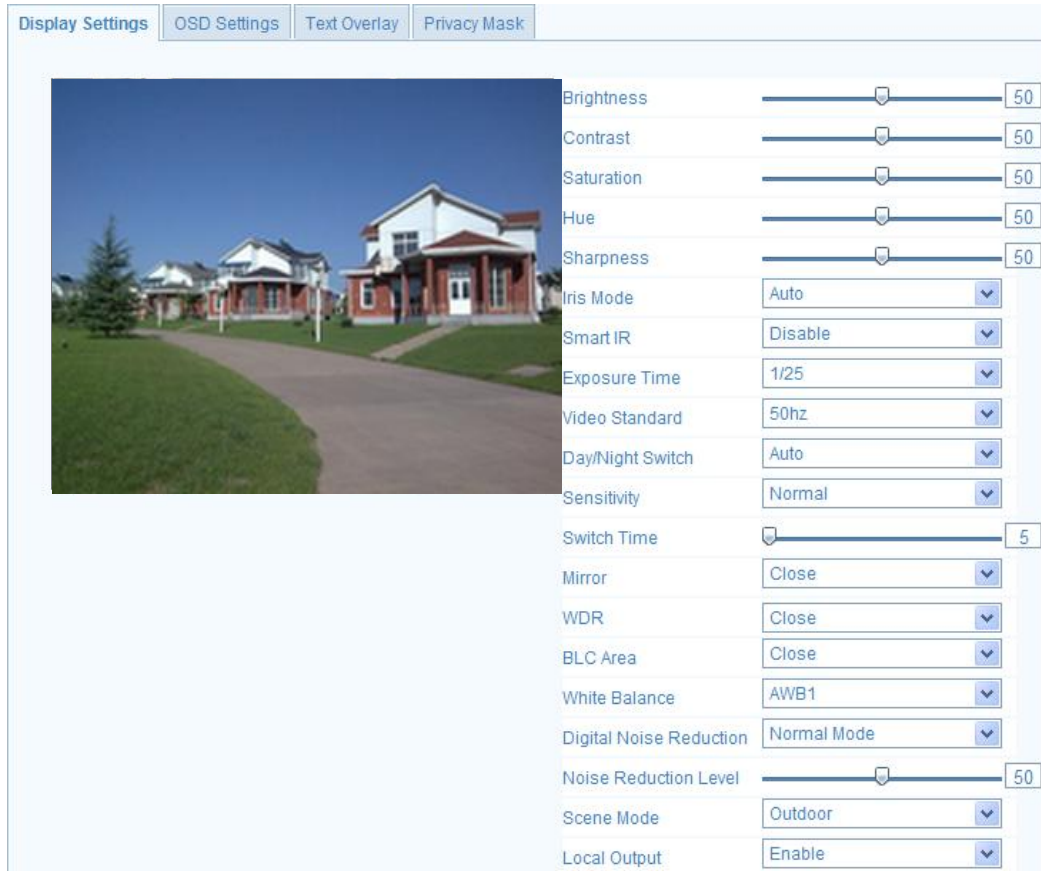 Display Settings OSD Settings Text Overlay Privacy Mask
Brightness 50
Contrast 50
Saturation 50
Hue 50
Sharpness 50
Iris Mode Auto
Smart IR Disable
Exposure Time 1/25
Video Standard 50hz
Day/Night Switch Auto
Sensitivity Normal
Switch Time 5
Mirror Close
WDR Close
BLC Area Close
White Balance AWB1
Digital Noise Reduction Normal Mode
Noise Reduction Level 50
Scene Mode Outdoor
Local Output Enable